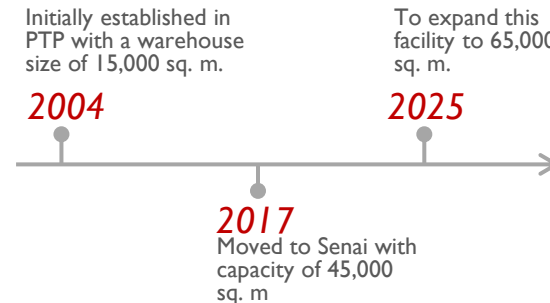 Initially established in
PTP with a warehouse
size of 15,000 sq. m.
2004
2017
Moved to Senai with
capacity of 45,000
sq. m
To expand this
facility to 65,000
sq. m.
2025